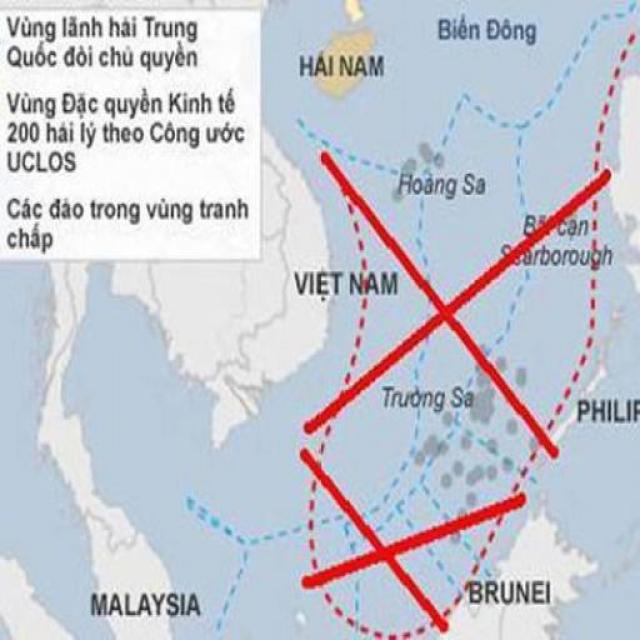 Vùng lãnh hải Trung
Quốc đòi chủ quyền
Vùng Đặc quyền Kinh tế
200 hải lý theo Công ước
UCLOS
Các đảo trong vùng tranh
chấp
Biển Đông
HẢI NAM
Hoàng Sa
Bãi cạn
Scarborough
VIỆT NAM
Trường Sa
PHILIP
MALAYSIA
BRUNEI